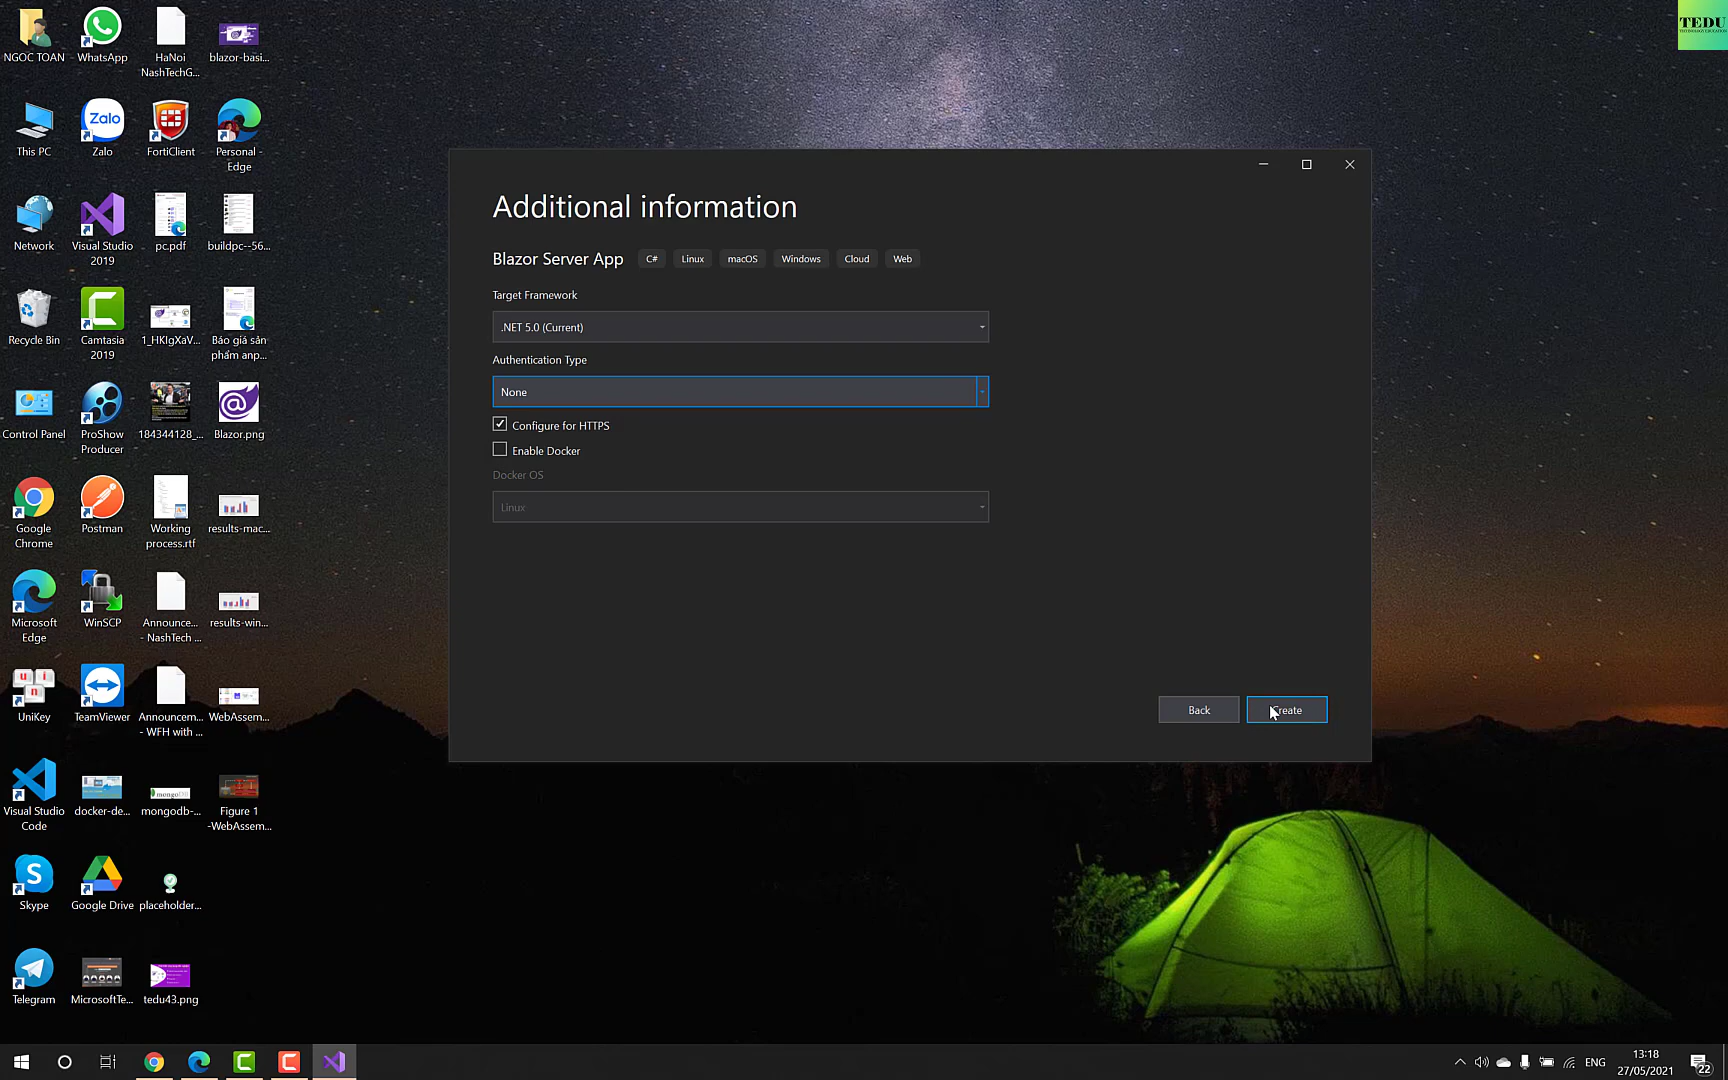 TEDU
TECHNOLOGY EDUCATION
NGOC TOAN
WhatsApp
HaNoi
NashTechG...
blazor-basi...
This PC
Zalo
FortiClient
Personal -
Edge
Network
Visual Studio
2019
pc.pdf
buildpc--56...
Recycle Bin
Camtasia
2019
1_HKIgXaV...
Báo giá sản
phẩm anp...
Control Panel
ProShow
Producer
184344128_...
Blazor.png
Google
Chrome
Postman
Working
process.rtf
results-mac...
Microsoft
Edge
WinSCP
Announce...
- NashTech ...
results-win...
UniKey
TeamViewer
Announcem...
- WFH with ...
WebAssem...
Visual Studio
Code
docker-de...
mongodb-...
Figure 1
-WebAssem...
Skype
Google Drive
placeholder...
Telegram
MicrosoftTe...
tedu43.png
Additional information
Blazor Server App C# Linux macOS Windows Cloud Web
Target Framework
.NET 5.0 (Current)
Authentication Type
None
Configure for HTTPS
Enable Docker
Docker OS
Linux
Back
Create
ENG
13:18
27/05/2021
22